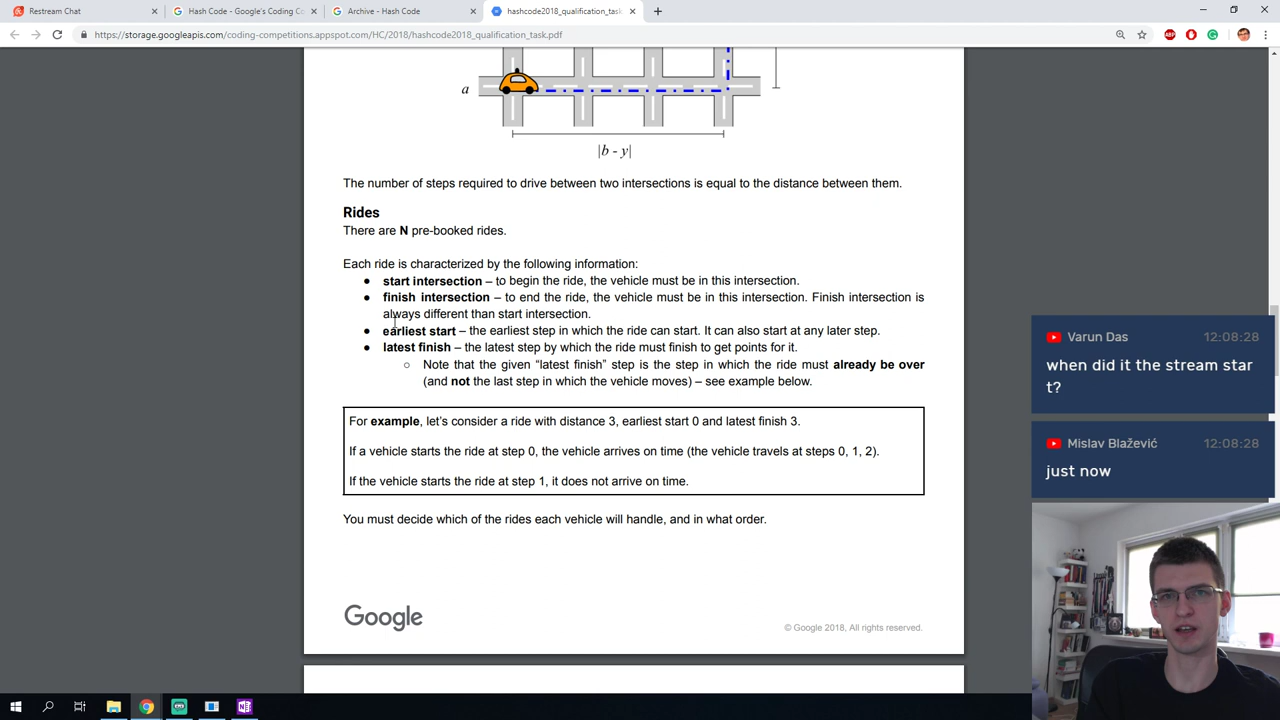 Restream Chat
Hash Code - Google's Coding Co
Archive - Hash Code
hashcode2018_qualification_task.
https://storage.googleapis.com/coding-competitions.appspot.com/HC/2018/hashcode2018_qualification_task.pdf
ABP
a
|b - y|
The number of steps required to drive between two intersections is equal to the distance between them.
Rides
There are N pre-booked rides.
Each ride is characterized by the following information:
● start intersection – to begin the ride, the vehicle must be in this intersection.
● finish intersection – to end the ride, the vehicle must be in this intersection. Finish intersection is
always different than start intersection.
● earliest start – the earliest step in which the ride can start. It can also start at any later step.
● latest finish – the latest step by which the ride must finish to get points for it.
○ Note that the given “latest finish” step is the step in which the ride must already be over
(and not the last step in which the vehicle moves) – see example below.
For example, let’s consider a ride with distance 3, earliest start 0 and latest finish 3.
If a vehicle starts the ride at step 0, the vehicle arrives on time (the vehicle travels at steps 0, 1, 2).
If the vehicle starts the ride at step 1, it does not arrive on time.
You must decide which of the rides each vehicle will handle, and in what order.
Google
© Google 2018, All rights reserved.
Varun Das 12:08:28
when did it the stream star
t?
Mislav Blažević 12:08:28
just now